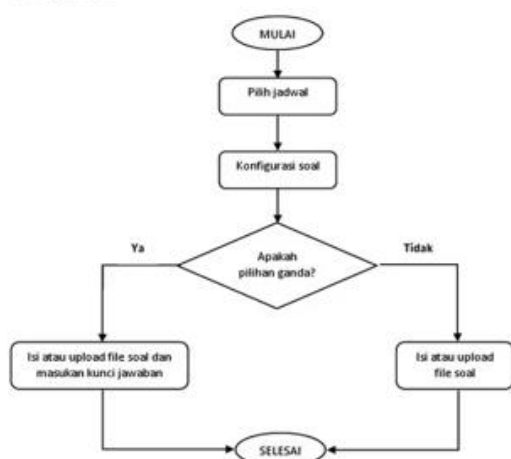 MULAI
Pilih jadwal
Konfigurasi soal
Ya
Apakah
pilihan ganda?
Tidak
Isi atau upload file soal dan
masukan kunci jawaban
Isi atau upload
file soal
SELESAI